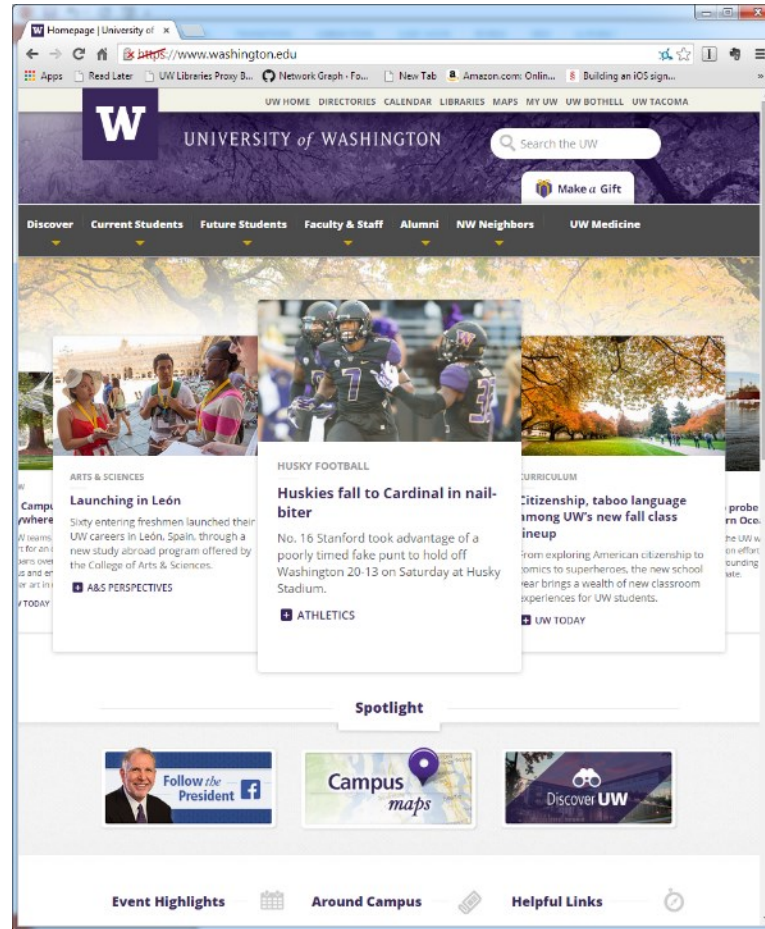 Homepage | University of
https://www.washington.edu
Apps Read Later UW Libraries Proxy B... Network Graph · Fo... New Tab Amazon.com: Onlin... Building an iOS sign... »
UW HOME DIRECTORIES CALENDAR LIBRARIES MAPS MY UW UW BOTHELL UW TACOMA
W
UNIVERSITY of WASHINGTON
Search the UW
Make a Gift
Discover Current Students Future Students Faculty & Staff Alumni NW Neighbors UW Medicine
ARTS & SCIENCES
Launching in León
Sixty entering freshmen launched their
UW careers in León, Spain, through a
new study abroad program offered by
the College of Arts & Sciences.
A&S PERSPECTIVES
HUSKY FOOTBALL
Huskies fall to Cardinal in nail-
biter
No. 16 Stanford took advantage of a
poorly timed fake punt to hold off
Washington 20-13 on Saturday at Husky
Stadium.
ATHLETICS
CURRICULUM
Citizenship, taboo language
among UW's new fall class
lineup
From exploring American citizenship to
comics to superheroes, the new school
year brings a wealth of new classroom
experiences for UW students.
UW TODAY
Spotlight
Follow the
President
Campus
maps
Discover UW
Event Highlights Around Campus Helpful Links